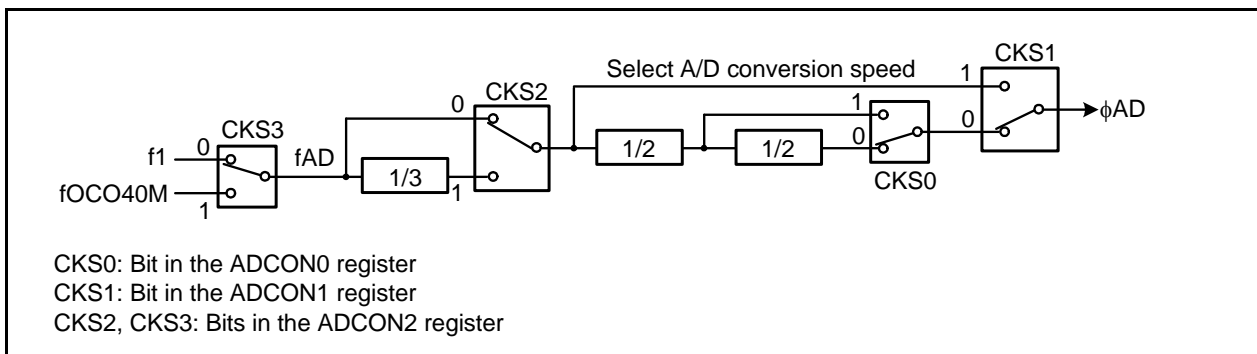 CKS1
Select A/D conversion speed
1
CKS2
0
1
CKS3
0
0
0
φAD
f1
fAD
1/2
1/2
fOCO40M
1/3
1
CKS0
1
CKS0: Bit in the ADCON0 register
CKS1: Bit in the ADCON1 register
CKS2, CKS3: Bits in the ADCON2 register